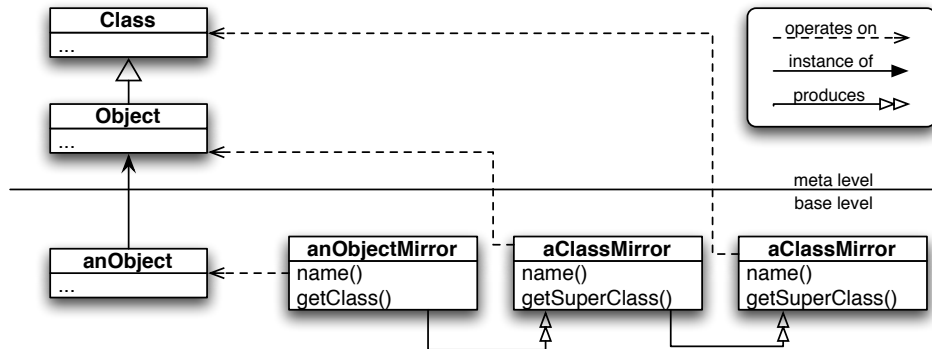 Class
...
Object
...
operates on
instance of
produces
meta level
base level
anObject
...
anObjectMirror
name()
getClass()
aClassMirror
name()
getSuperClass()
aClassMirror
name()
getSuperClass()